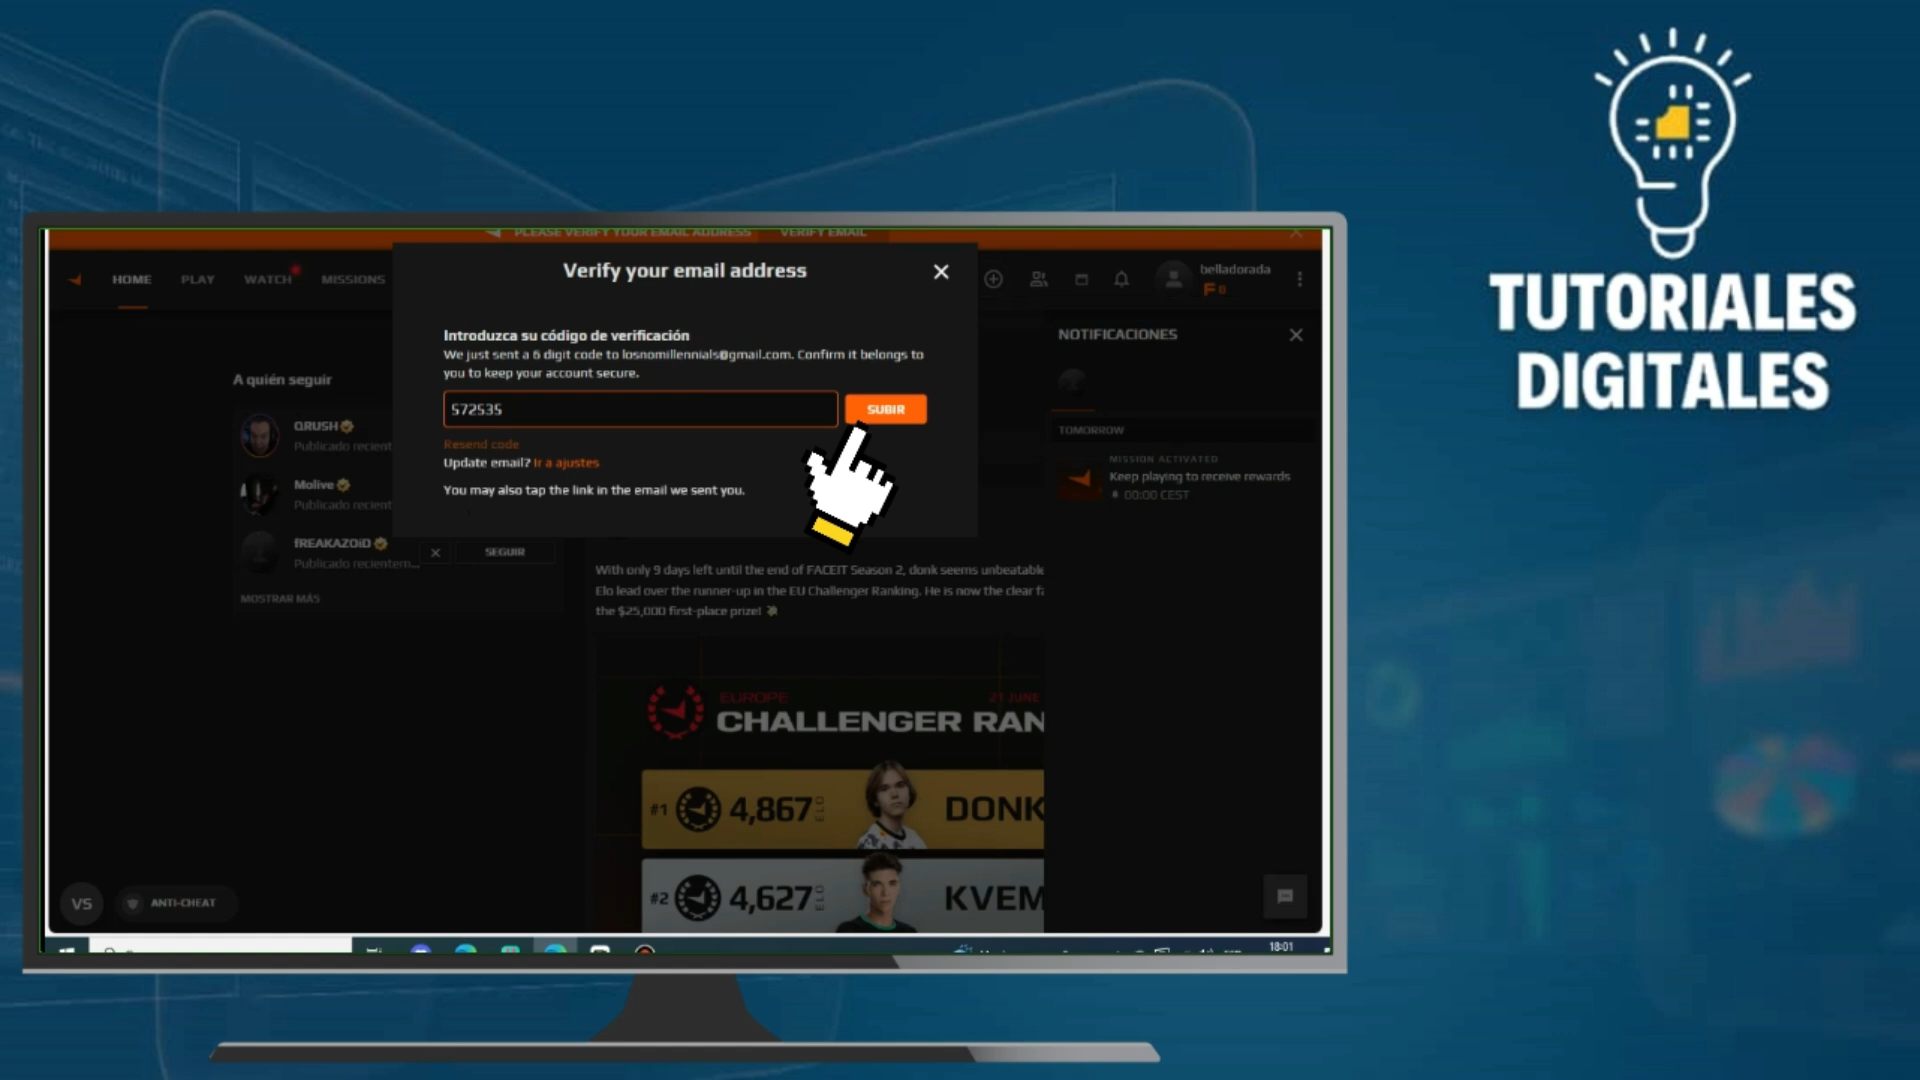 TUTORIALES
DIGITALES
PLEASE VERIFY YOUR EMAIL ADDRESS
VERIFY EMAIL
HOME
PLAY
WATCH
MISSIONS
belladorada
Verify your email address
Introduzca su código de verificación
We just sent a 6 digit code to losnomillennials@gmail.com. Confirm it belongs to
you to keep your account secure.
572535
SUBIR
Resend code
Update email? Ir a ajustes
You may also tap the link in the email we sent you.
NOTIFICACIONES
TOMORROW
MISSION ACTIVATED
Keep playing to receive rewards
00:00 CEST
A quién seguir
QRUSH
Publicado recient
Molive
Publicado recient
fREAKAZOiD
Publicado recientem...
SEGUIR
MOSTRAR MÁS
With only 9 days left until the end of FACEIT Season 2, donk seems unbeatabl
Elo lead over the runner-up in the EU Challenger Ranking. He is now the clear f
the $25,000 first-place prize!
EUROPE
21 JUNE
CHALLENGER RAN
#1 4,867 ELO DONK
#2 4,627 ELO KVEM
VS
ANTI-CHEAT
18:01